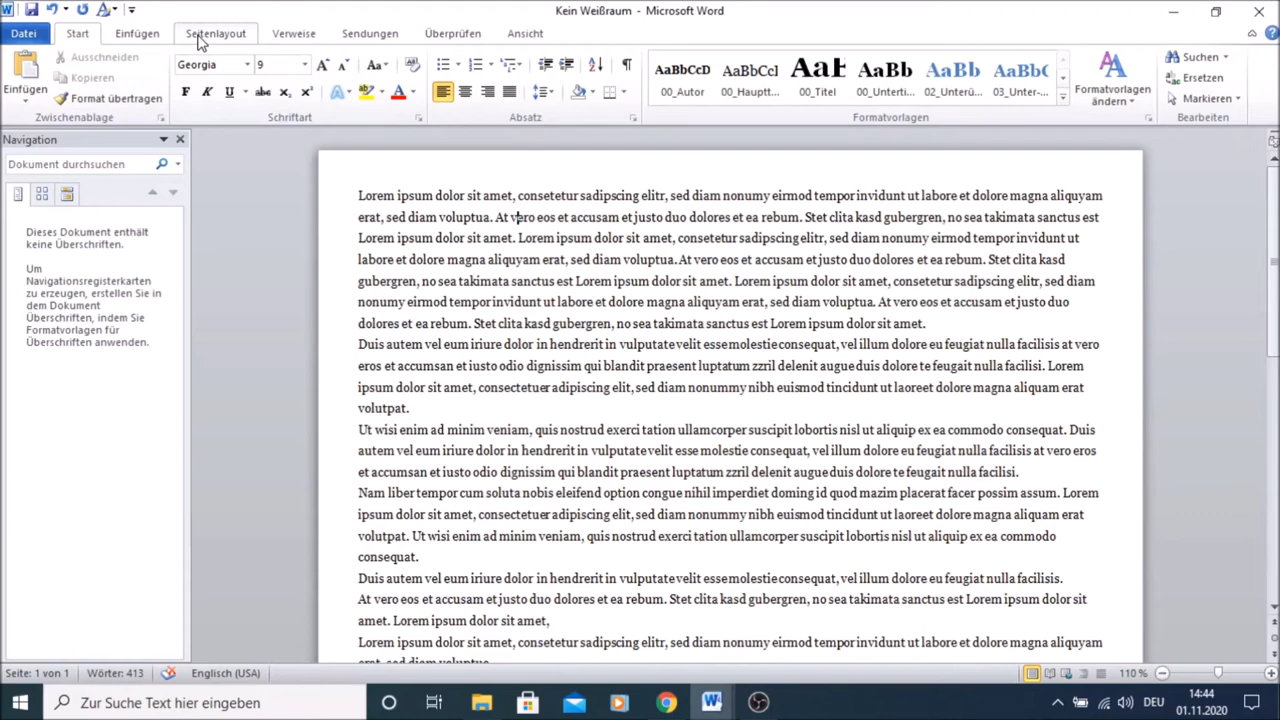 Kein Weißraum - Microsoft Word
Datei Start Einfügen Seitenlayout Verweise Sendungen Überprüfen Ansicht
Einfügen
Ausschneiden
Kopieren
Format übertragen
Zwischenablage
Georgia 9
Schriftart
Absatz
AaBbCcD AaBbCcI AaB AaBb AaBbC AaBbC
00_Autor 00_Hauptt... 00_Titel 00_Unterti... 02_Unterü... 03_Unter-...
Formatvorlagen ändern
Formatvorlagen
Suchen
Ersetzen
Markieren
Bearbeiten
Navigation
Dokument durchsuchen
Dieses Dokument enthält
keine Überschriften.
Um
Navigationsregisterkarten
zu erzeugen, erstellen Sie
in dem Dokument
Überschriften, indem Sie
Formatvorlagen für
Überschriften anwenden.
Lorem ipsum dolor sit amet, consetetur sadipscing elitr, sed diam nonumy eirmod tempor invidunt ut labore et dolore magna aliquyam
erat, sed diam voluptua. At vero eos et accusam et justo duo dolores et ea rebum. Stet clita kasd gubergren, no sea takimata sanctus est
Lorem ipsum dolor sit amet. Lorem ipsum dolor sit amet, consetetur sadipscing elitr, sed diam nonumy eirmod tempor invidunt ut
labore et dolore magna aliquyam erat, sed diam voluptua. At vero eos et accusam et justo duo dolores et ea rebum. Stet clita kasd
gubergren, no sea takimata sanctus est Lorem ipsum dolor sit amet. Lorem ipsum dolor sit amet, consetetur sadipscing elitr, sed diam
nonumy eirmod tempor invidunt ut labore et dolore magna aliquyam erat, sed diam voluptua. At vero eos et accusam et justo duo
dolores et ea rebum. Stet clita kasd gubergren, no sea takimata sanctus est Lorem ipsum dolor sit amet.
Duis autem vel eum iriure dolor in hendrerit in vulputate velit esse molestie consequat, vel illum dolore eu feugiat nulla facilisis at vero
eros et accumsan et iusto odio dignissim qui blandit praesent luptatum zzril delenit augue duis dolore te feugait nulla facilisi. Lorem
ipsum dolor sit amet, consectetuer adipiscing elit, sed diam nonummy nibh euismod tincidunt ut laoreet dolore magna aliquam erat
volutpat.
Ut wisi enim ad minim veniam, quis nostrud exerci tation ullamcorper suscipit lobortis nisl ut aliquip ex ea commodo consequat. Duis
autem vel eum iriure dolor in hendrerit in vulputate velit esse molestie consequat, vel illum dolore eu feugiat nulla facilisis at vero eros
et accumsan et iusto odio dignissim qui blandit praesent luptatum zzril delenit augue duis dolore te feugait nulla facilisi.
Nam liber tempor cum soluta nobis eleifend option congue nihil imperdiet doming id quod mazim placerat facer possim assum. Lorem
ipsum dolor sit amet, consectetuer adipiscing elit, sed diam nonummy nibh euismod tincidunt ut laoreet dolore magna aliquam erat
volutpat. Ut wisi enim ad minim veniam, quis nostrud exerci tation ullamcorper suscipit lobortis nisl ut aliquip ex ea commodo
consequat.
Duis autem vel eum iriure dolor in hendrerit in vulputate velit esse molestie consequat, vel illum dolore eu feugiat nulla facilisis.
At vero eos et accusam et justo duo dolores et ea rebum. Stet clita kasd gubergren, no sea takimata sanctus est Lorem ipsum dolor sit
amet. Lorem ipsum dolor sit amet,
Lorem ipsum dolor sit amet, consetetur sadipscing elitr, sed diam nonumy eirmod tempor invidunt ut labore et dolore magna aliquyam
erat, sed diam voluptua
Seite: 1 von 1 Wörter: 413 Englisch (USA) 110 %
Zur Suche Text hier eingeben
DEU
14:44
01.11.2020